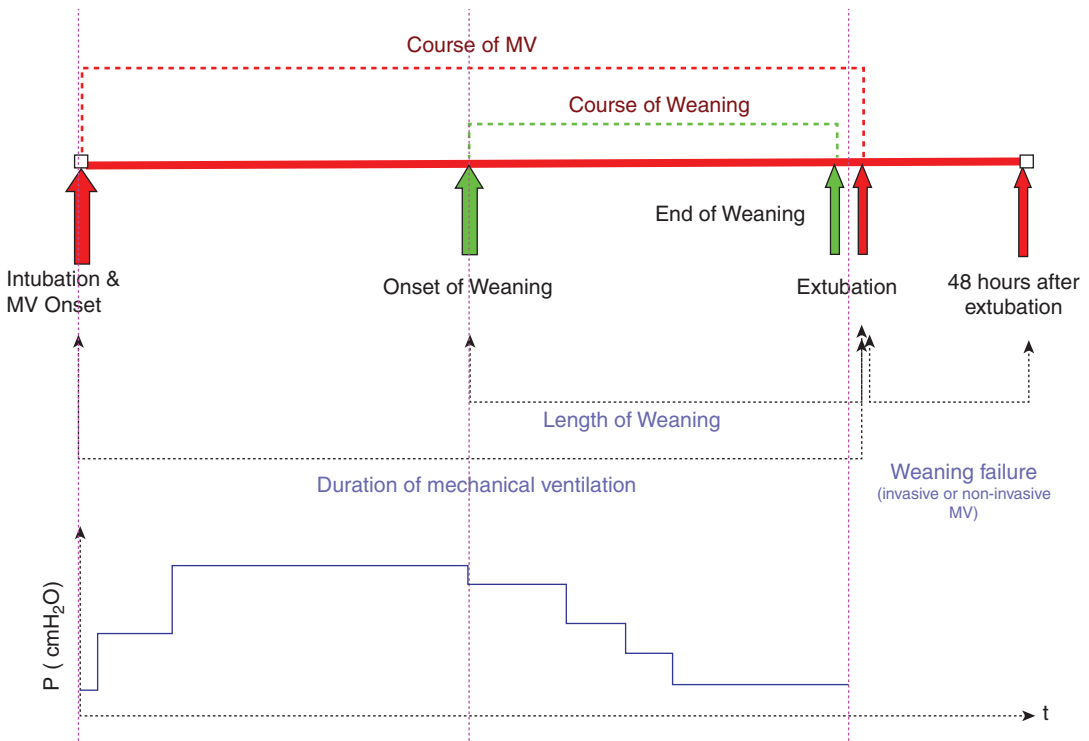 Course of MV
Course of Weaning
End of Weaning
Intubation &
MV Onset
Onset of Weaning
Extubation
48 hours after
extubation
Length of Weaning
Duration of mechanical ventilation
Weaning failure
(invasive or non-invasive
MV)
P ( cmH₂O)
t